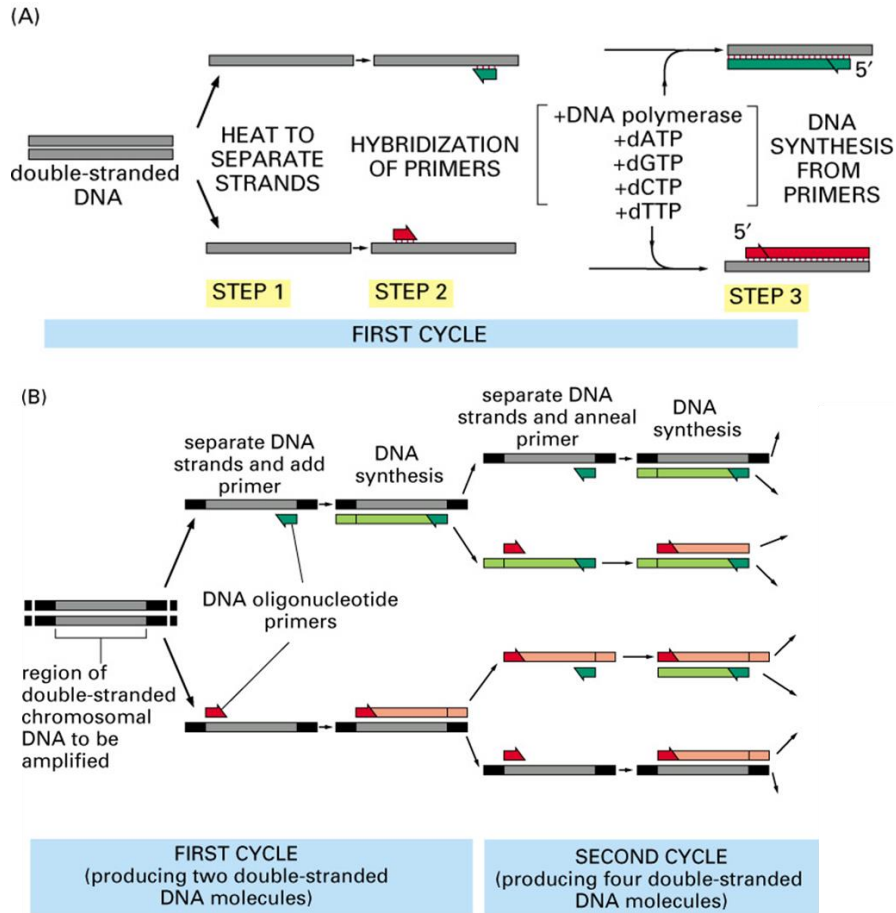 (A)
double-stranded
DNA
HEAT TO
SEPARATE
STRANDS
HYBRIDIZATION
OF PRIMERS
+DNA polymerase
+dATP
+dGTP
+dCTP
+dTTP
5′
5′
DNA
SYNTHESIS
FROM
PRIMERS
STEP 1
STEP 2
STEP 3
FIRST CYCLE
(B)
separate DNA
strands and add
primer
DNA
synthesis
separate DNA
strands and anneal
primer
DNA
synthesis
DNA oligonucleotide
primers
region of
double-stranded
chromosomal
DNA to be
amplified
FIRST CYCLE
(producing two double-stranded
DNA molecules)
SECOND CYCLE
(producing four double-stranded
DNA molecules)